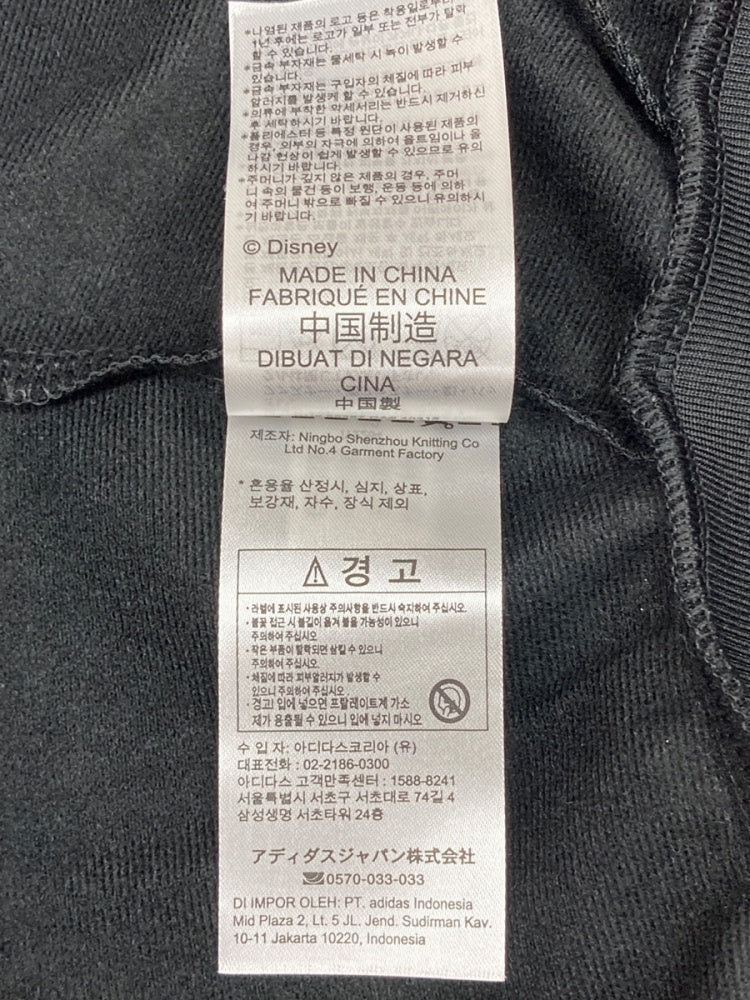 *나열된 제품의 로고 등은 착용일로부터
1년 후에는 로고가 일부 또는 전부가 탈락
할 수 있습니다.
*금속 부자재는 물세탁 시 녹이 발생할 수
있습니다.
*금속 부자재는 구입자의 체질에 따라 피부
알러지를 발생케 할 수 있습니다.
*의류에 부착한 악세서리는 반드시 제거하신
후 세탁하시기 바랍니다.
*폴리에스터 등 특정 원단이 사용된 제품의
경우, 외부의 자극에 의하여 올트임이나 올
나감 현상이 쉽게 발생할 수 있으므로 유의
하시기 바랍니다.
*주머니가 깊지 않은 제품의 경우, 주머
니 속의 물건 등이 보행, 운동 등에 의하
여 주머니 밖으로 빠질 수 있으니 유의하시
기 바랍니다.
© Disney
MADE IN CHINA
FABRIQUÉ EN CHINE
中国制造
DIBUAT DI NEGARA
CINA
中国製
제조자: Ningbo Shenzhou Knitting Co
Ltd No.4 Garment Factory
* 혼용율 산정시, 심지, 상표,
보강재, 자수, 장식 제외
경 고
· 라벨에 표시된 사용상 주의사항을 반드시 숙지하여 주십시오.
· 불꽃 접근 시 불길이 옮겨 붙을 가능성이 있으니
주의하여 주십시오
· 작은 부품이 탈락되면 삼킬 수 있으니
주의하여 주십시오.
· 체질에 따라 피부알러지가 발생할 수
있으니 주의하여 주십시오.
· 경고! 입에 넣으면 프탈레이트계 가소
제가 용출될 수 있으니 입에 넣지 마시오
수 입 자: 아디다스코리아 (유)
대표전화 : 02-2186-0300
아디다스 고객만족센터 : 1588-8241
서울특별시 서초구 서초대로 74길 4
삼성생명 서초타워 24층
アディダスジャパン株式会社
0570-033-033
DI IMPOR OLEH: PT. adidas Indonesia
Mid Plaza 2, Lt. 5 JL. Jend. Sudirman Kav.
10-11 Jakarta 10220, Indonesia